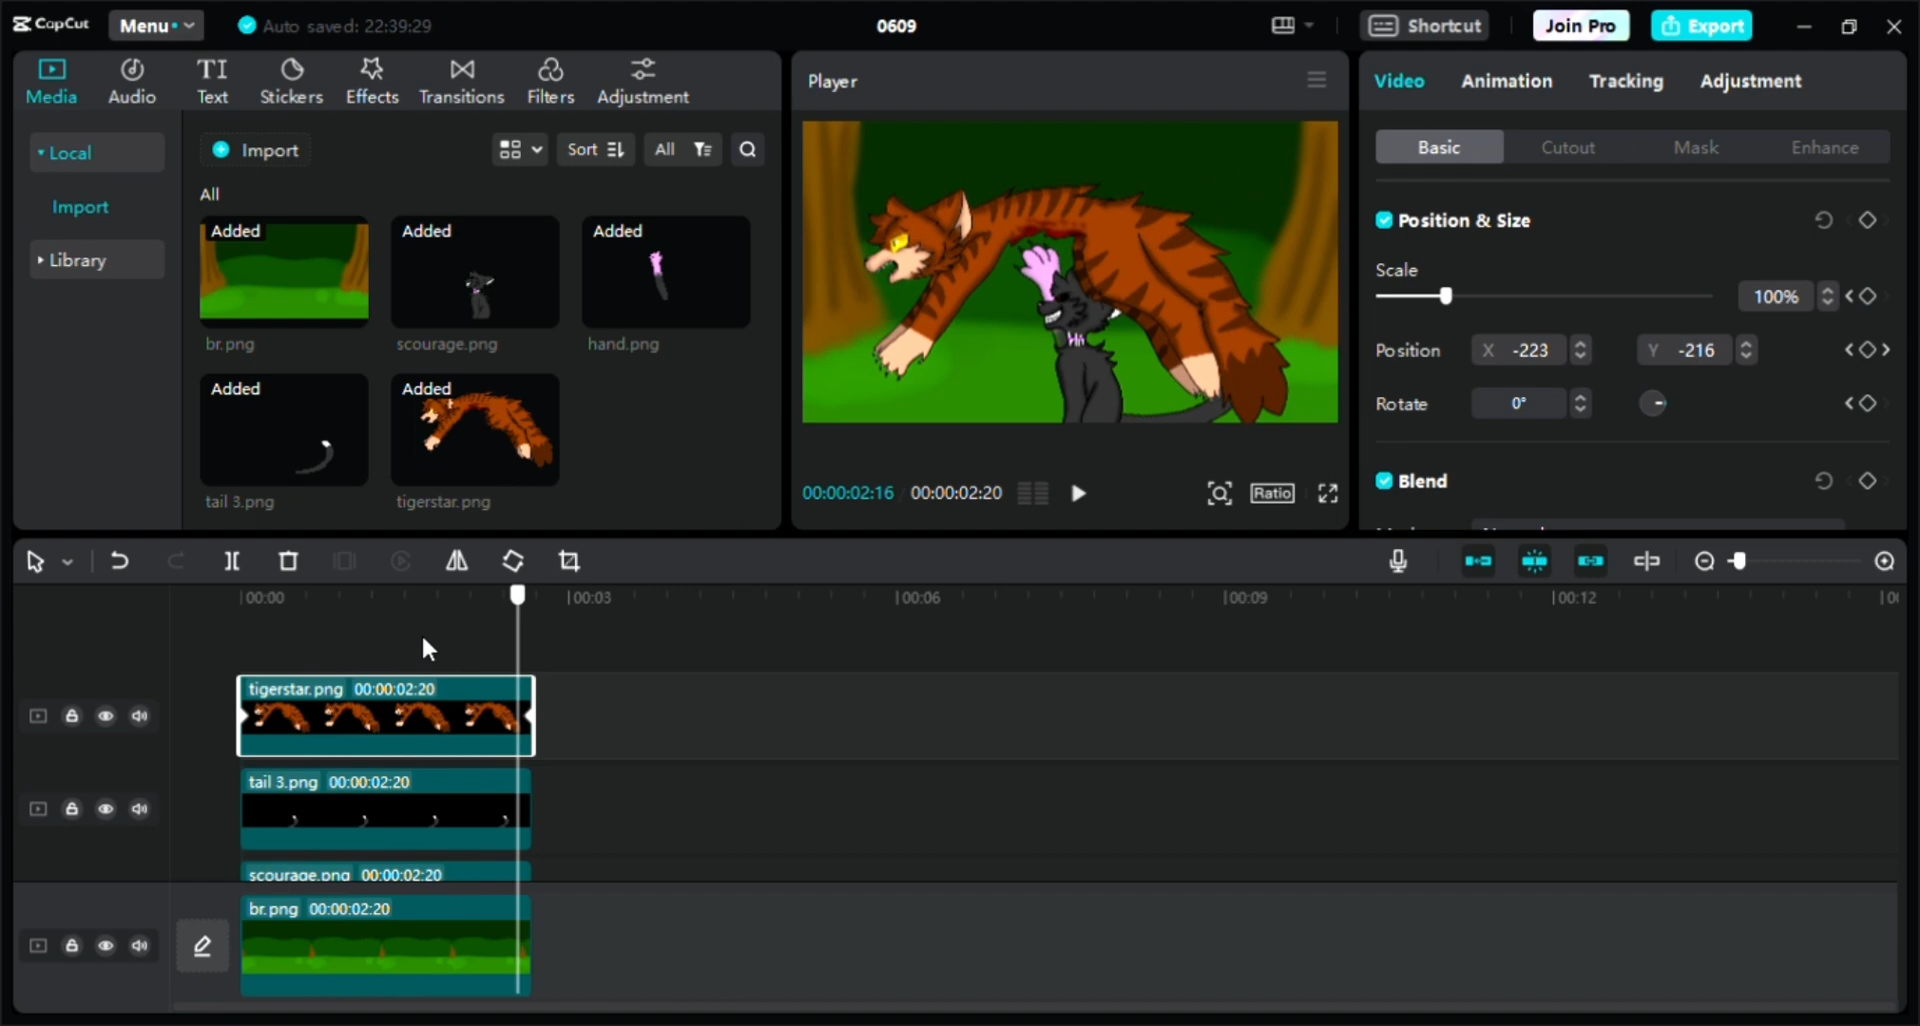 CapCut Menu Auto saved: 22:39:29 0609 Shortcut Join Pro Export
Media Audio Text Stickers Effects Transitions Filters Adjustment
Local
Import
Library
Import Sort All
All
Added
br.png
Added
scourage.png
Added
hand.png
Added
tail 3.png
Added
tigerstar.png
Player
00:00:02:16 / 00:00:02:20 Ratio
Video Animation Tracking Adjustment
Basic Cutout Mask Enhance
Position & Size
Scale
100%
Position X -223 Y -216
Rotate 0°
Blend
00:00 00:03 00:06 00:09 00:12
tigerstar.png 00:00:02:20
tail 3.png 00:00:02:20
scourage.png 00:00:02:20
br.png 00:00:02:20